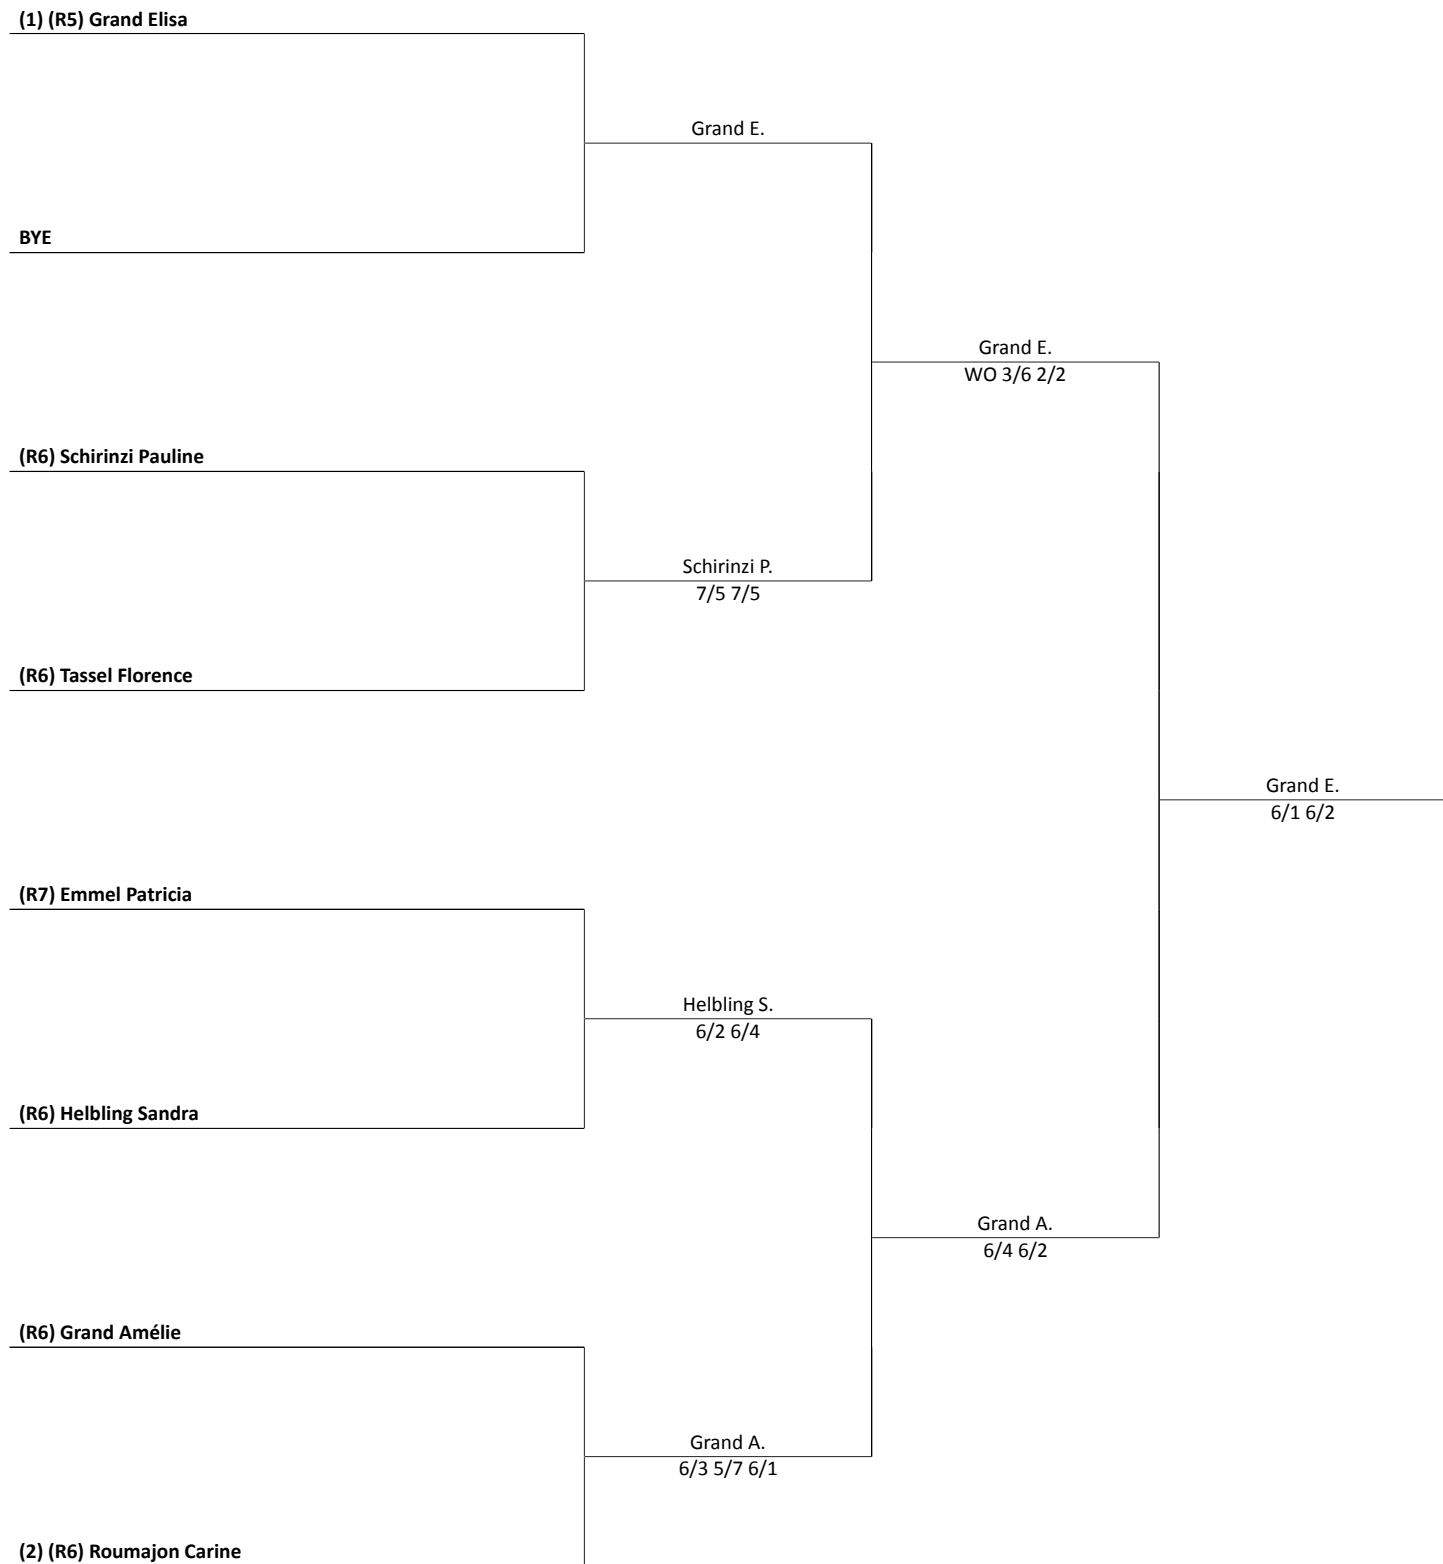 (1) (R5) Grand Elisa
Grand E.
BYE
Grand E.
WO 3/6 2/2
(R6) Schirinzi Pauline
Schirinzi P.
7/5 7/5
(R6) Tassel Florence
Grand E.
6/1 6/2
(R7) Emmel Patricia
Helbling S.
6/2 6/4
(R6) Helbling Sandra
Grand A.
6/4 6/2
(R6) Grand Amélie
Grand A.
6/3 5/7 6/1
(2) (R6) Roumajon Carine